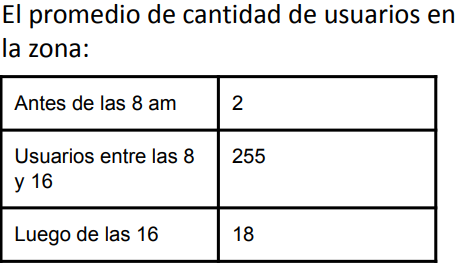 El promedio de cantidad de usuarios en
la zona:
Antes de las 8 am 2
Usuarios entre las 8 255
y 16
Luego de las 16 18